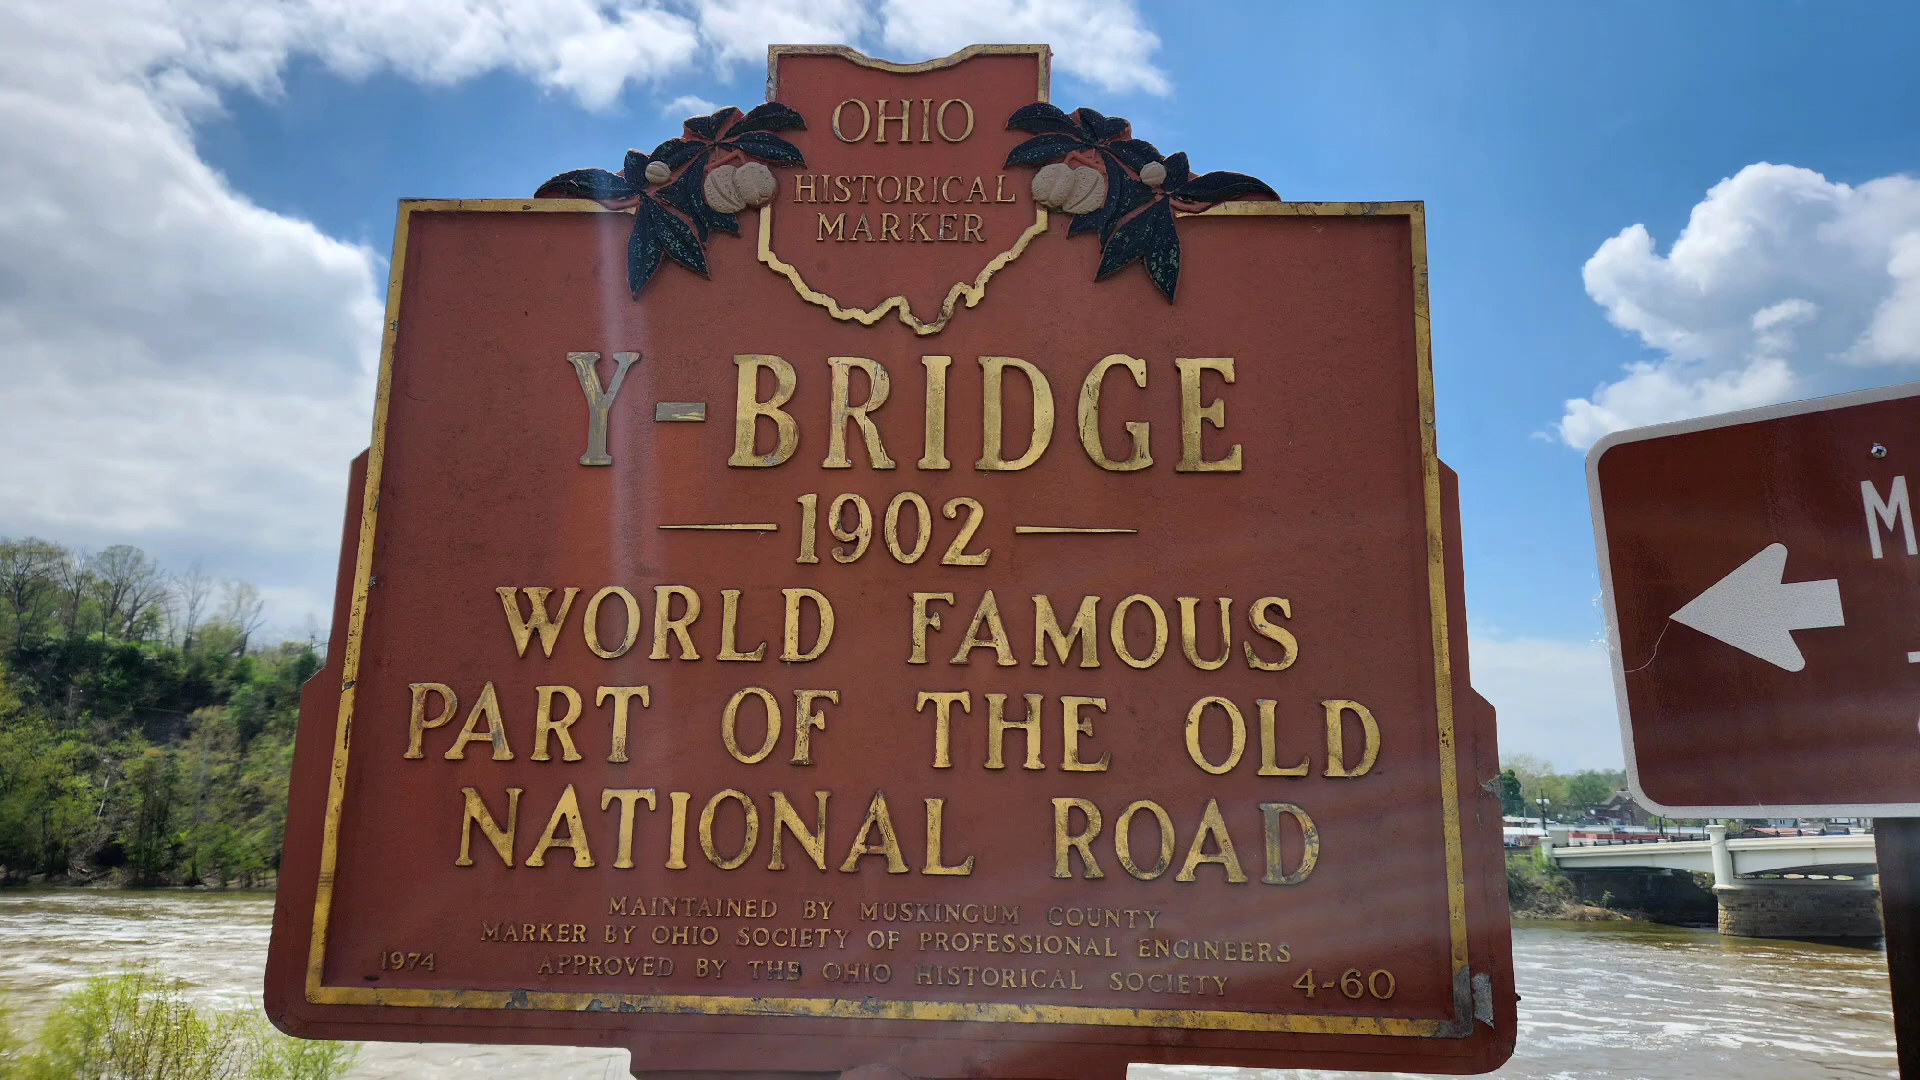 OHIO
HISTORICAL
MARKER
Y-BRIDGE
1902
WORLD FAMOUS
PART OF THE OLD
NATIONAL ROAD
MAINTAINED BY MUSKINGUM COUNTY
MARKER BY OHIO SOCIETY OF PROFESSIONAL ENGINEERS
1974 APPROVED BY THE OHIO HISTORICAL SOCIETY 4-60
M